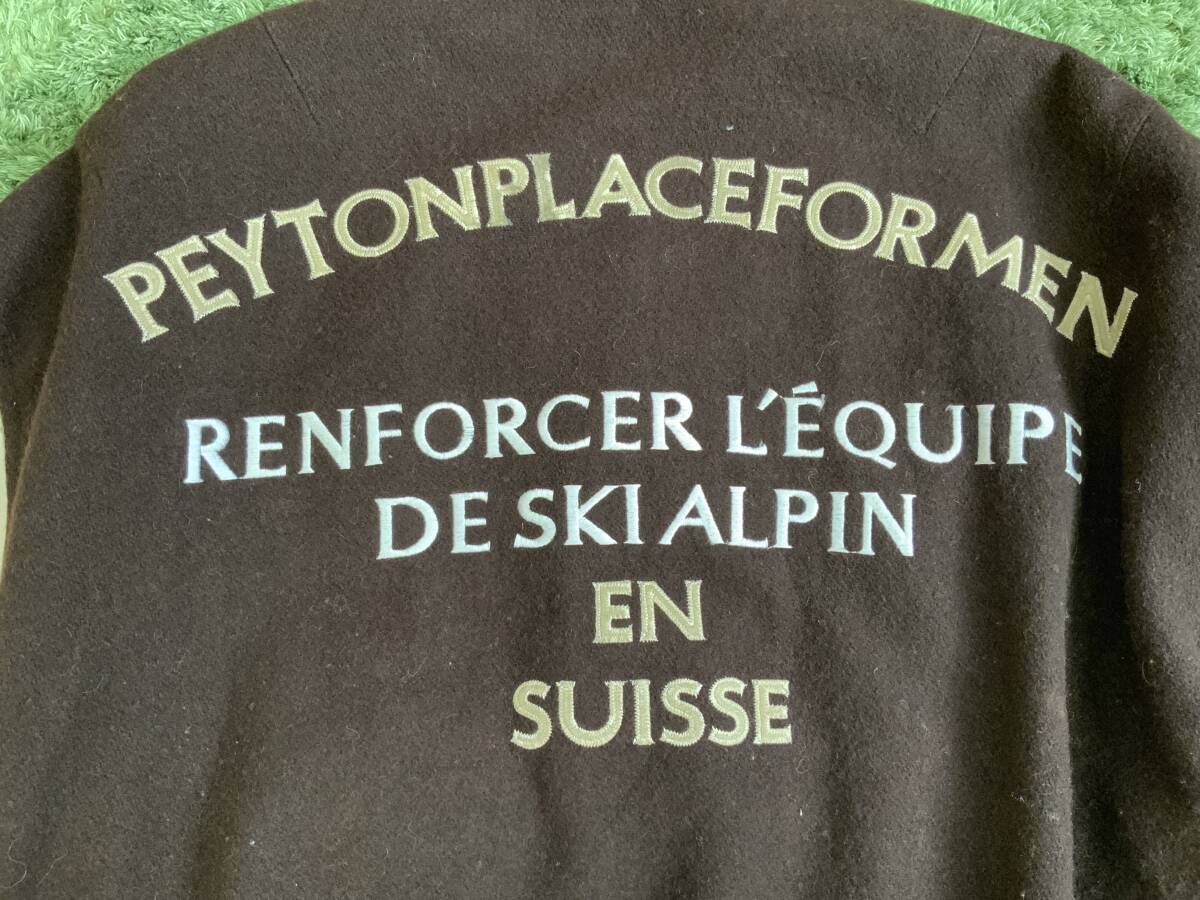 PEYTONPLACEFORMEN
RENFORCER L'ÉQUIPE
DE SKI ALPIN
EN
SUISSE